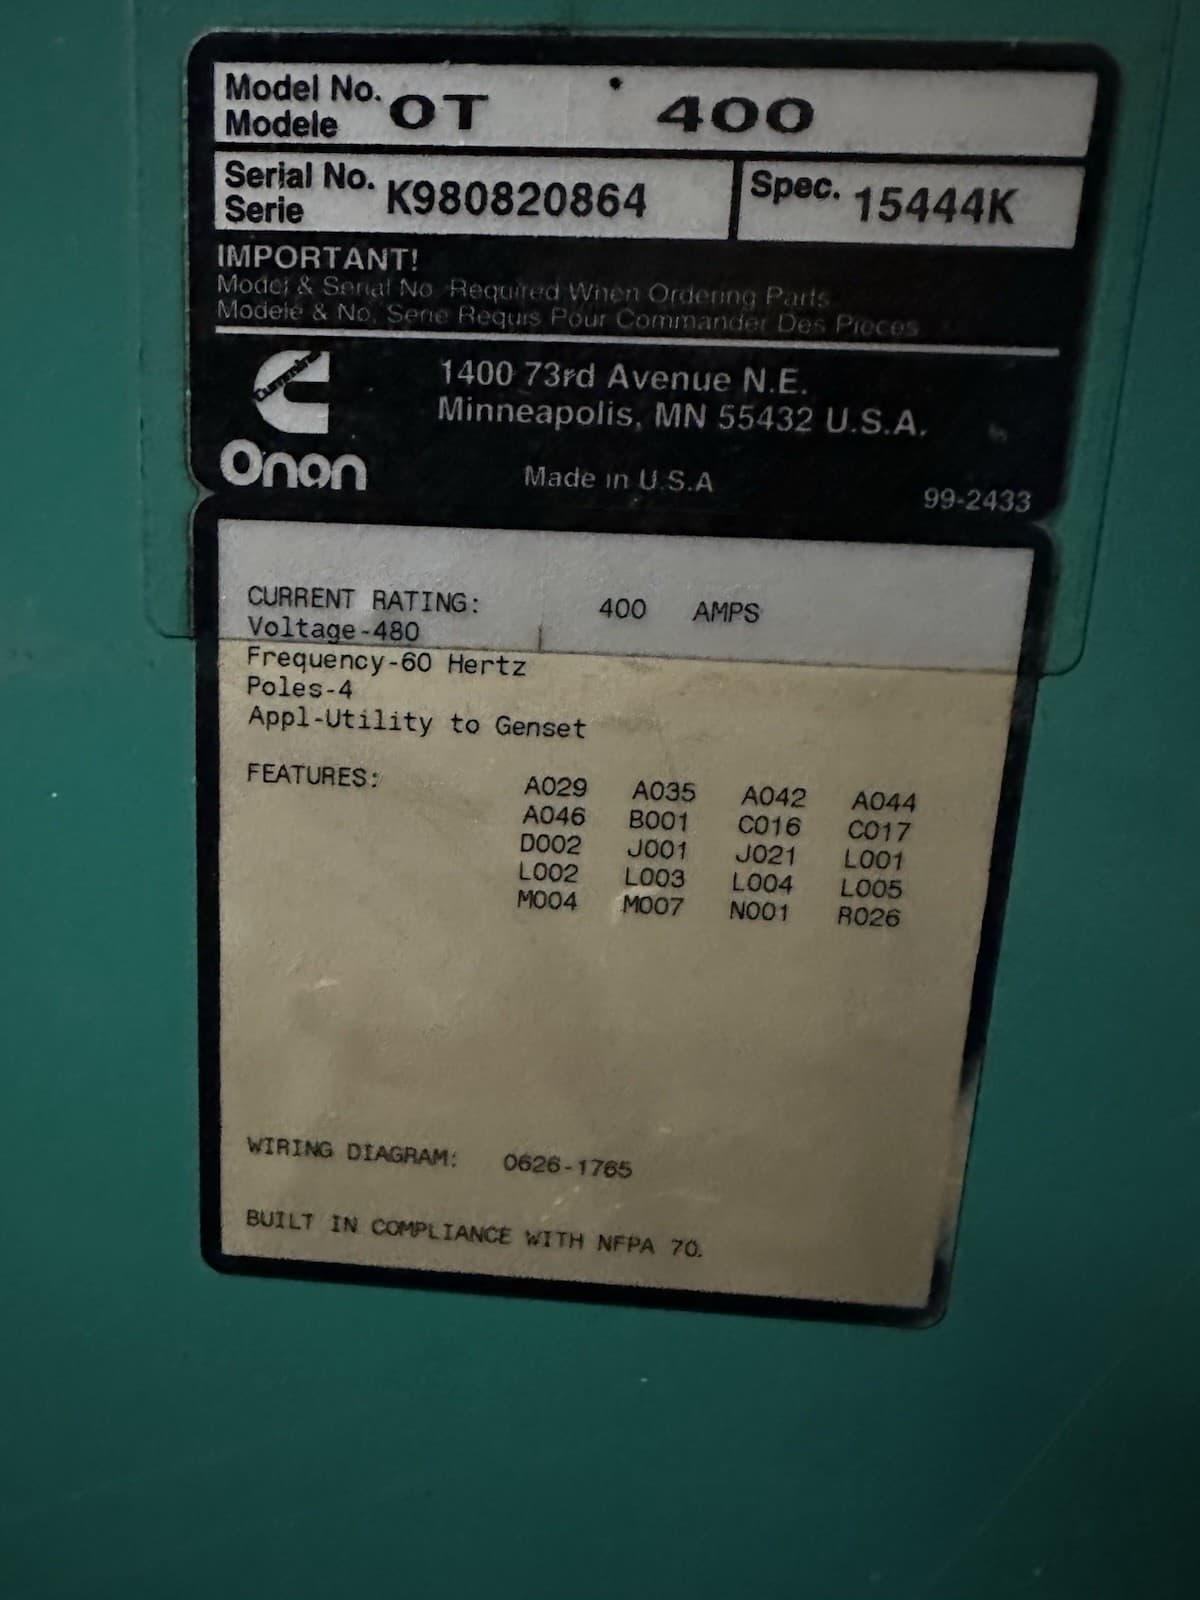 Model No. OT 400
Modele
Serial No. K980820864
Serie
Spec. 15444K
IMPORTANT!
Model & Serial No. Required When Ordering Parts
Modele & No. Serie Requis Pour Commander Des Pieces
Cummins
Onan
1400 73rd Avenue N.E.
Minneapolis, MN 55432 U.S.A.
Made in U.S.A
99-2433
CURRENT RATING: 400 AMPS
Voltage-480
Frequency-60 Hertz
Poles-4
Appl-Utility to Genset
FEATURES: A029 A035 A042 A044
A046 B001 C016 C017
D002 J001 J021 L001
L002 L003 L004 L005
M004 M007 N001 R026
WIRING DIAGRAM: 0626-1765
BUILT IN COMPLIANCE WITH NFPA 70.